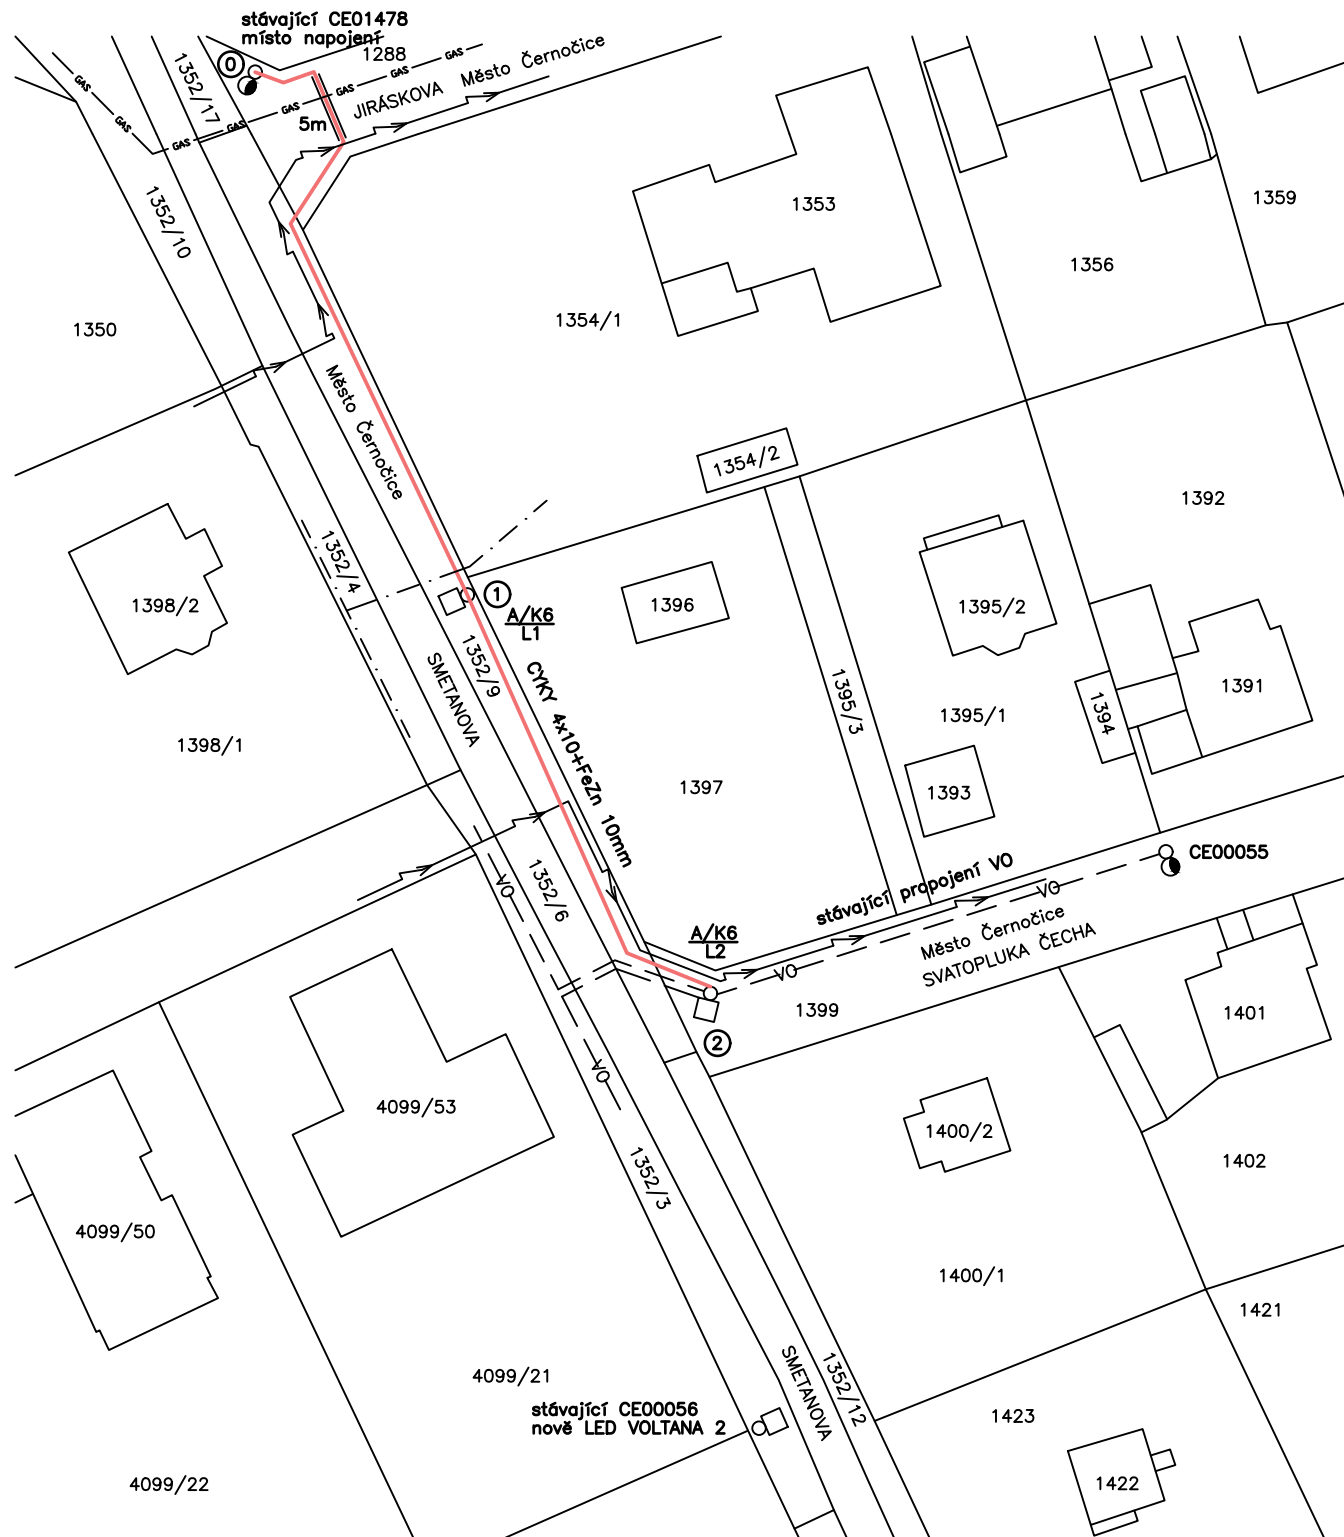 stávající CE01478
místo napojení
0
1288
1352/17
GAS
GAS
GAS
GAS
GAS
GAS
GAS
GAS
5m
JIRÁSKOVA Město Černočice
1352/10
1353
1359
1356
1350
1354/1
Město Černočice
1354/2
1392
1352/4
1398/2
1
A/K6
L1
1396
1395/2
1352/9
SMETANOVA
CYKY 4x10+FeZn 10mm
1395/3
1395/1
1394
1391
1398/1
1397
1393
CE00055
VO
1352/6
stávající propojení VO
VO
A/K6
L2
Město Černočice
SVATOPLUKA ČECHA
VO
1399
1401
2
VO
4099/53
1400/2
1352/3
1402
4099/50
1400/1
1421
4099/21
SMETANOVA
1352/12
stávající CE00056
nově LED VOLTANA 2
1423
4099/22
1422